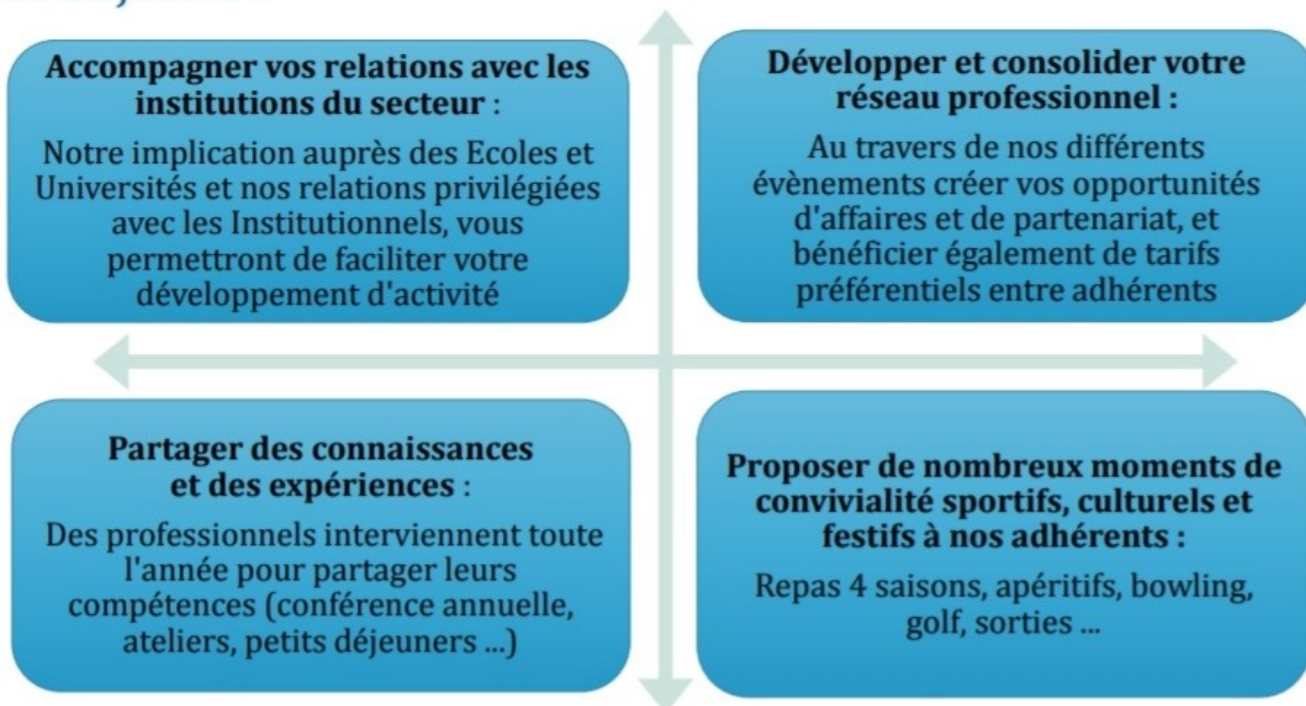 Accompagner vos relations avec les
institutions du secteur :
Notre implication auprès des Ecoles et
Universités et nos relations privilégiées
avec les Institutionnels, vous
permettront de faciliter votre
développement d'activité
Développer et consolider votre
réseau professionnel :
Au travers de nos différents
évènements créer vos opportunités
d'affaires et de partenariat, et
bénéficier également de tarifs
préférentiels entre adhérents
Partager des connaissances
et des expériences :
Des professionnels interviennent toute
l'année pour partager leurs
compétences (conférence annuelle,
ateliers, petits déjeuners ...)
Proposer de nombreux moments de
convivialité sportifs, culturels et
festifs à nos adhérents :
Repas 4 saisons, apéritifs, bowling,
golf, sorties ...